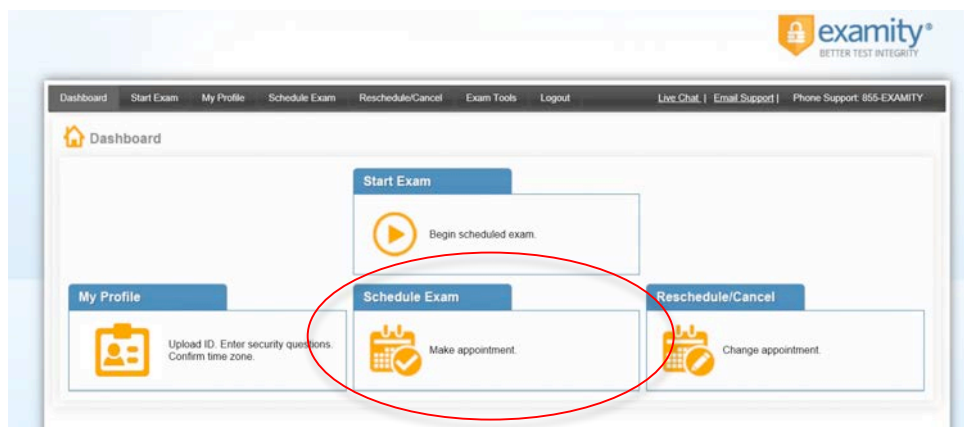 examity®
BETTER TEST INTEGRITY
Dashboard Start Exam My Profile Schedule Exam Reschedule/Cancel Exam Tools Logout Live Chat | Email Support | Phone Support: 855-EXAMITY
Dashboard
Start Exam
Begin scheduled exam.
My Profile
Upload ID. Enter security questions.
Confirm time zone.
Schedule Exam
Make appointment.
Reschedule/Cancel
Change appointment.